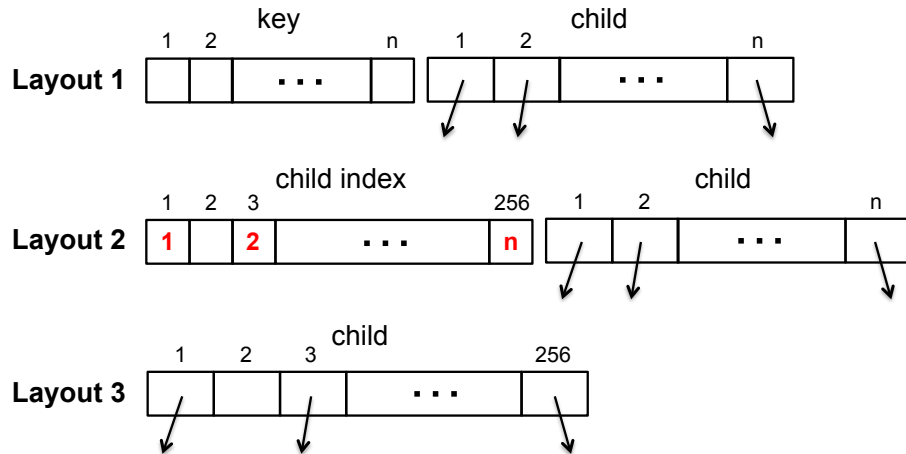 key child
1 2 n 1 2 n
Layout 1 ... ...
child index child
1 2 3 256 1 2 n
Layout 2 1 2 ... n ...
child
1 2 3 256
Layout 3 ...